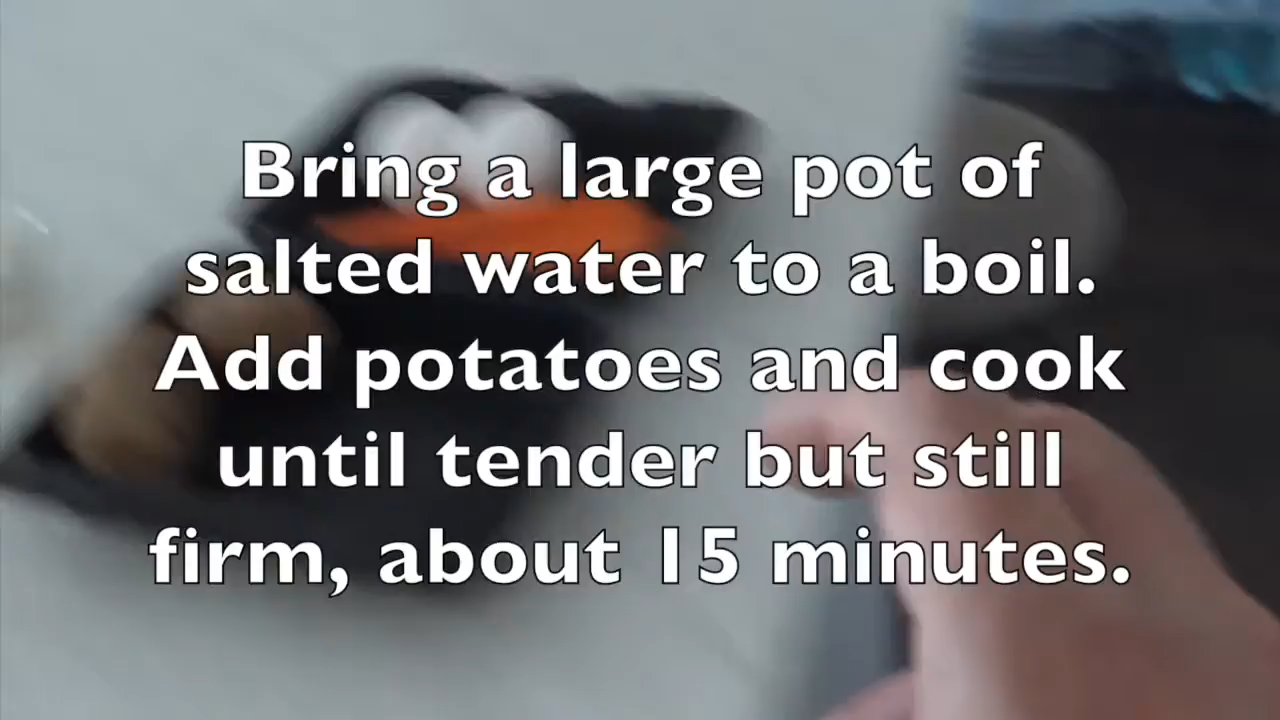 Bring a large pot of
salted water to a boil.
Add potatoes and cook
until tender but still
firm, about 15 minutes.